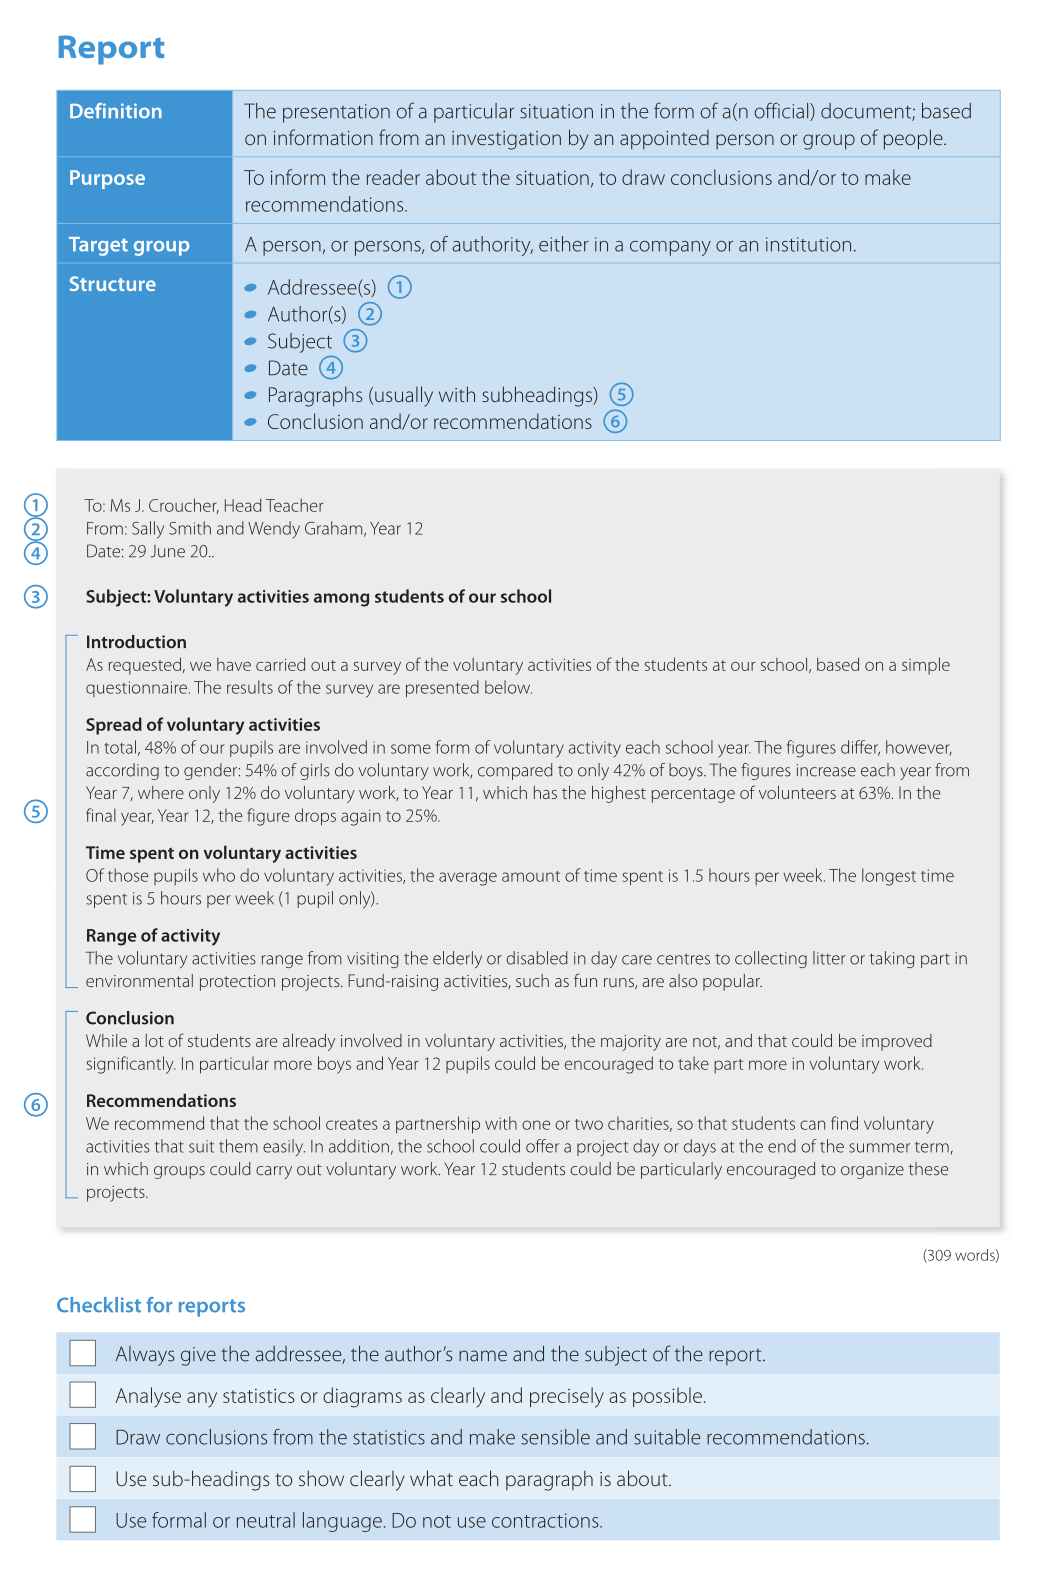 Report
Definition
The presentation of a particular situation in the form of a(n official) document; based
on information from an investigation by an appointed person or group of people.
Purpose
To inform the reader about the situation, to draw conclusions and/or to make
recommendations.
Target group
A person, or persons, of authority, either in a company or an institution.
Structure
Addressee(s) 1
Author(s) 2
Subject 3
Date 4
Paragraphs (usually with subheadings) 5
Conclusion and/or recommendations 6
1 To: Ms J. Croucher, Head Teacher
2 From: Sally Smith and Wendy Graham, Year 12
4 Date: 29 June 20..
3 Subject: Voluntary activities among students of our school
Introduction
As requested, we have carried out a survey of the voluntary activities of the students at our school, based on a simple
questionnaire. The results of the survey are presented below.
Spread of voluntary activities
In total, 48% of our pupils are involved in some form of voluntary activity each school year. The figures differ, however,
according to gender: 54% of girls do voluntary work, compared to only 42% of boys. The figures increase each year from
Year 7, where only 12% do voluntary work, to Year 11, which has the highest percentage of volunteers at 63%. In the
5
final year, Year 12, the figure drops again to 25%.
Time spent on voluntary activities
Of those pupils who do voluntary activities, the average amount of time spent is 1.5 hours per week. The longest time
spent is 5 hours per week (1 pupil only).
Range of activity
The voluntary activities range from visiting the elderly or disabled in day care centres to collecting litter or taking part in
environmental protection projects. Fund-raising activities, such as fun runs, are also popular.
Conclusion
While a lot of students are already involved in voluntary activities, the majority are not, and that could be improved
significantly. In particular more boys and Year 12 pupils could be encouraged to take part more in voluntary work.
6 Recommendations
We recommend that the school creates a partnership with one or two charities, so that students can find voluntary
activities that suit them easily. In addition, the school could offer a project day or days at the end of the summer term,
in which groups could carry out voluntary work. Year 12 students could be particularly encouraged to organize these
projects.
(309 words)
Checklist for reports
Always give the addressee, the author's name and the subject of the report.
Analyse any statistics or diagrams as clearly and precisely as possible.
Draw conclusions from the statistics and make sensible and suitable recommendations.
Use sub-headings to show clearly what each paragraph is about.
Use formal or neutral language. Do not use contractions.